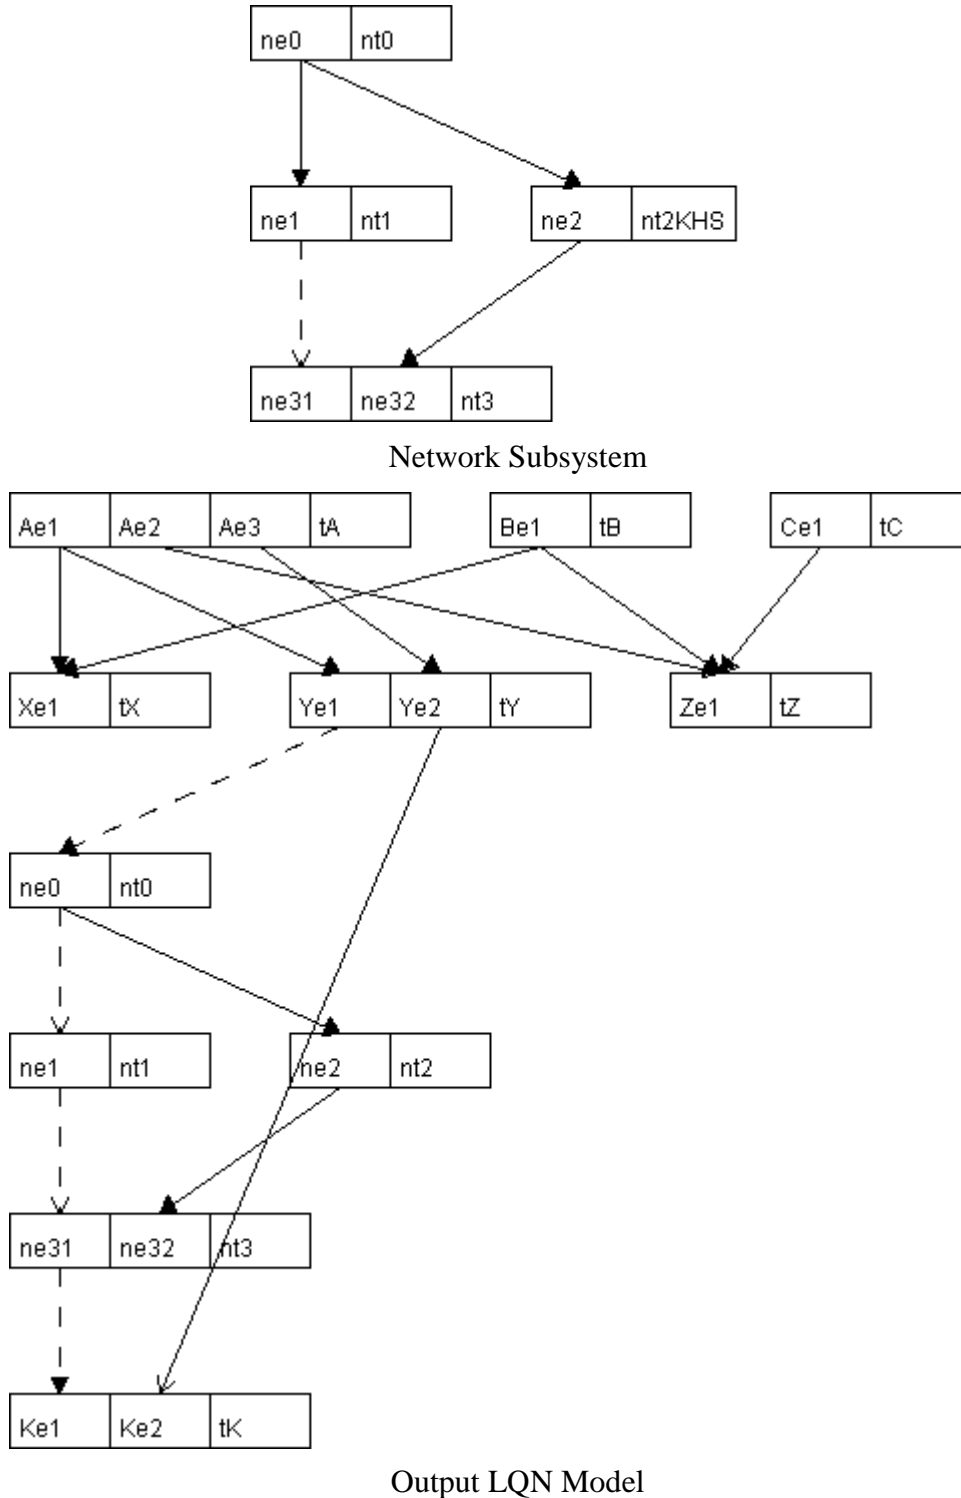 ne0 nt0
ne1 nt1 ne2 nt2KHS
ne31 ne32 nt3
Network Subsystem
Ae1 Ae2 Ae3 tA Be1 tB Ce1 tC
Xe1 tX Ye1 Ye2 tY Ze1 tZ
ne0 nt0
ne1 nt1 ne2 nt2
ne31 ne32 nt3
Ke1 Ke2 tK
Output LQN Model